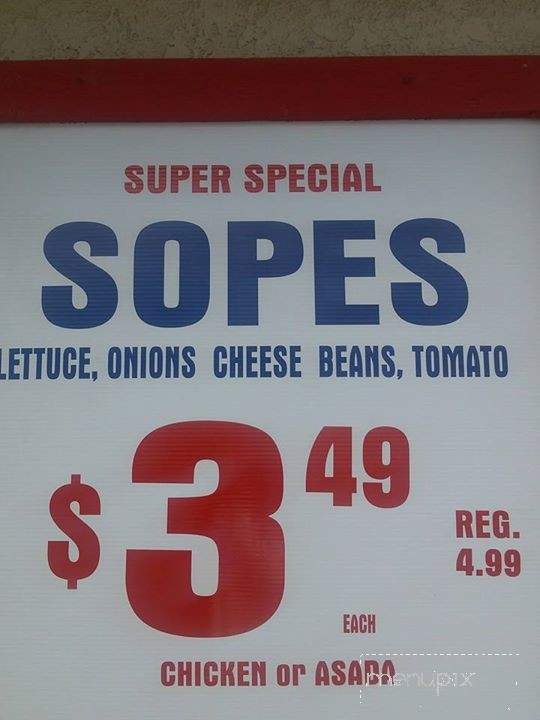 SUPER SPECIAL
SOPES
LETTUCE, ONIONS CHEESE BEANS, TOMATO
$3 49
REG.
4.99
EACH
CHICKEN or ASADA
menupix